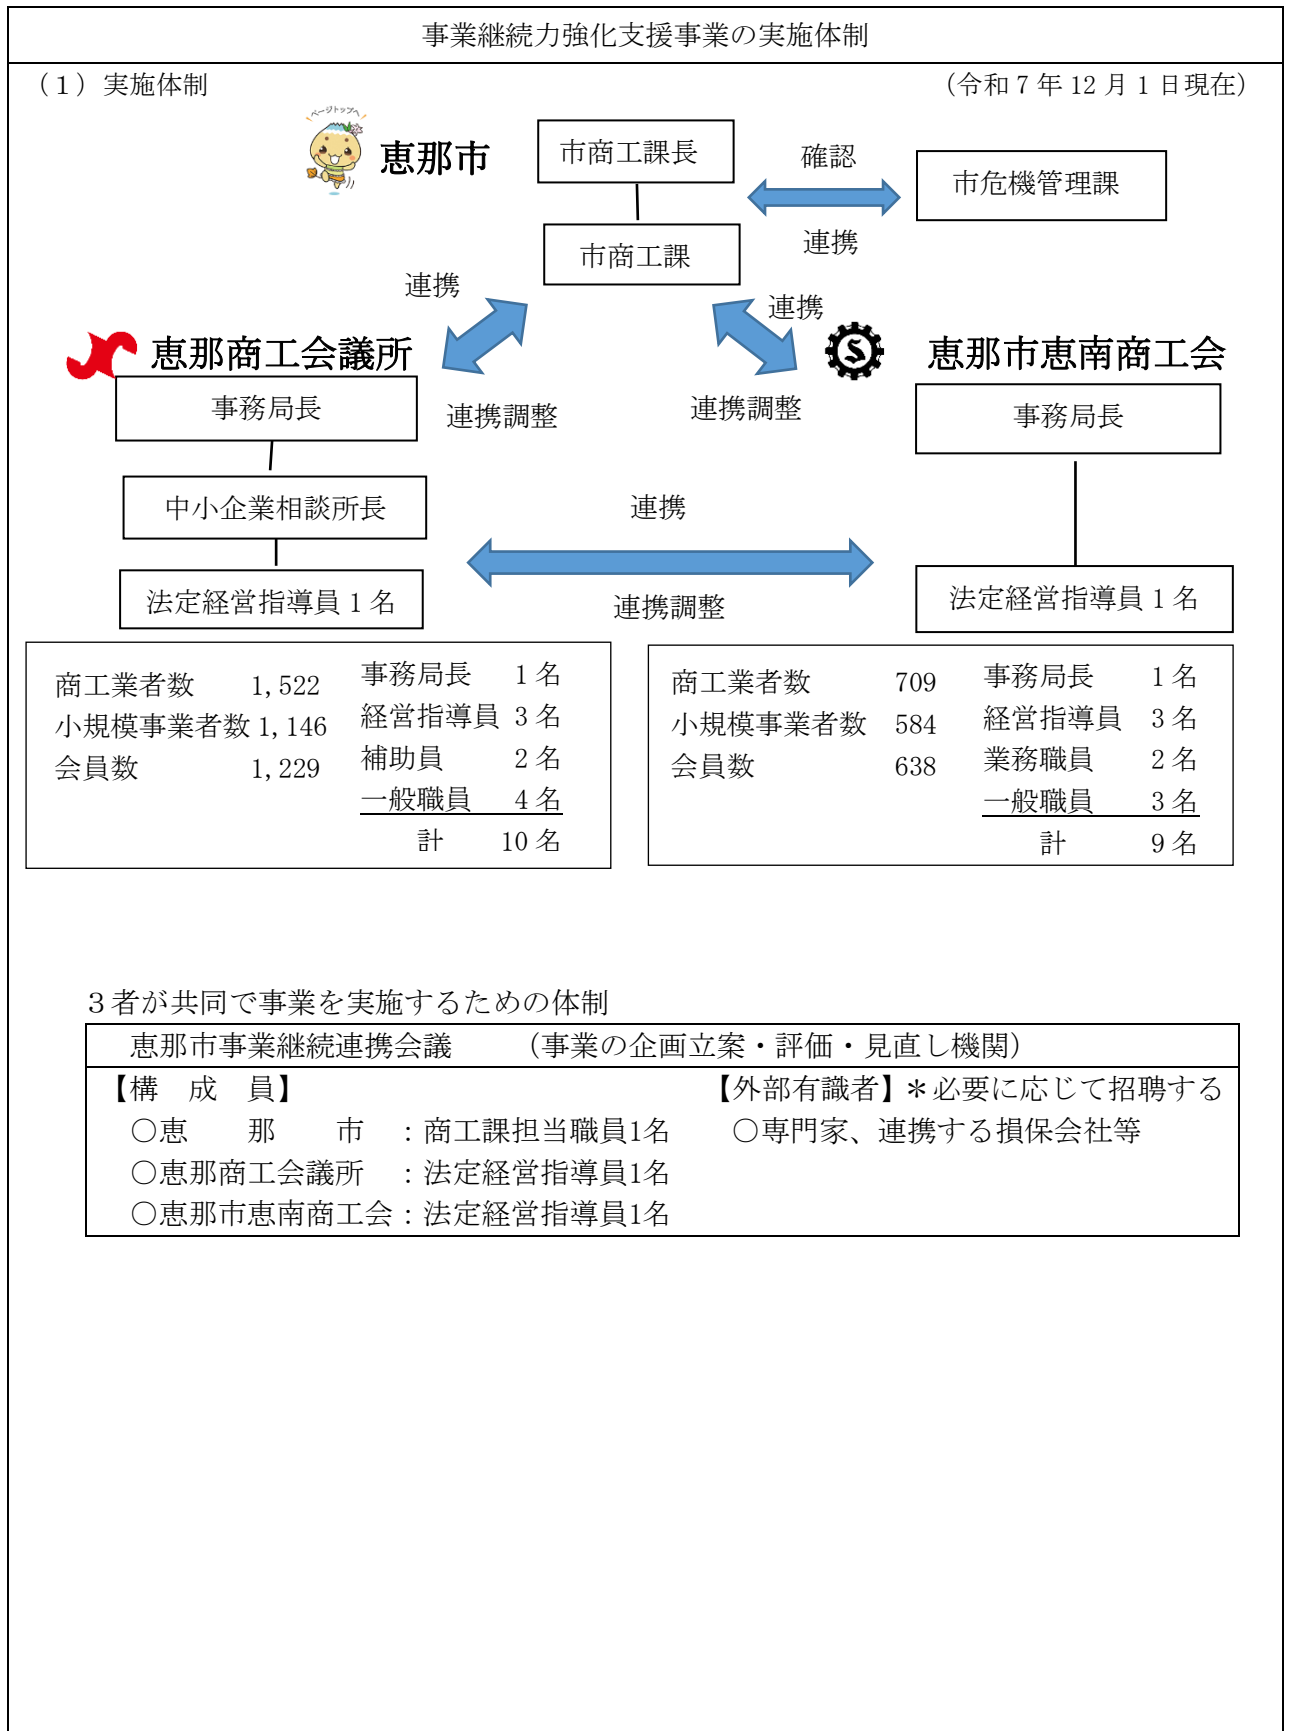 事業継続力強化支援事業の実施体制
（１）実施体制　（令和７年 12 月 1 日現在）
ページトップへ
恵那市
市商工課長
確認
市危機管理課
連携
市商工課
連携
連携
恵那商工会議所
恵那市恵南商工会
事務局長
連携調整
連携調整
事務局長
中小企業相談所長
連携
法定経営指導員 1 名
連携調整
法定経営指導員 1 名
商工業者数　1,522
小規模事業者数 1,146
会員数　1,229
事務局長　1 名
経営指導員 3 名
補助員　2 名
一般職員　4 名
計　10 名
商工業者数　709
小規模事業者数　584
会員数　638
事務局長　1 名
経営指導員　3 名
業務職員　2 名
一般職員　3 名
計　9 名
３者が共同で事業を実施するための体制
恵那市事業継続連携会議　（事業の企画立案・評価・見直し機関）
【構　成　員】　【外部有識者】＊必要に応じて招聘する
○恵　那　市　：商工課担当職員1名　○専門家、連携する損保会社等
○恵那商工会議所　：法定経営指導員1名
○恵那市恵南商工会：法定経営指導員1名